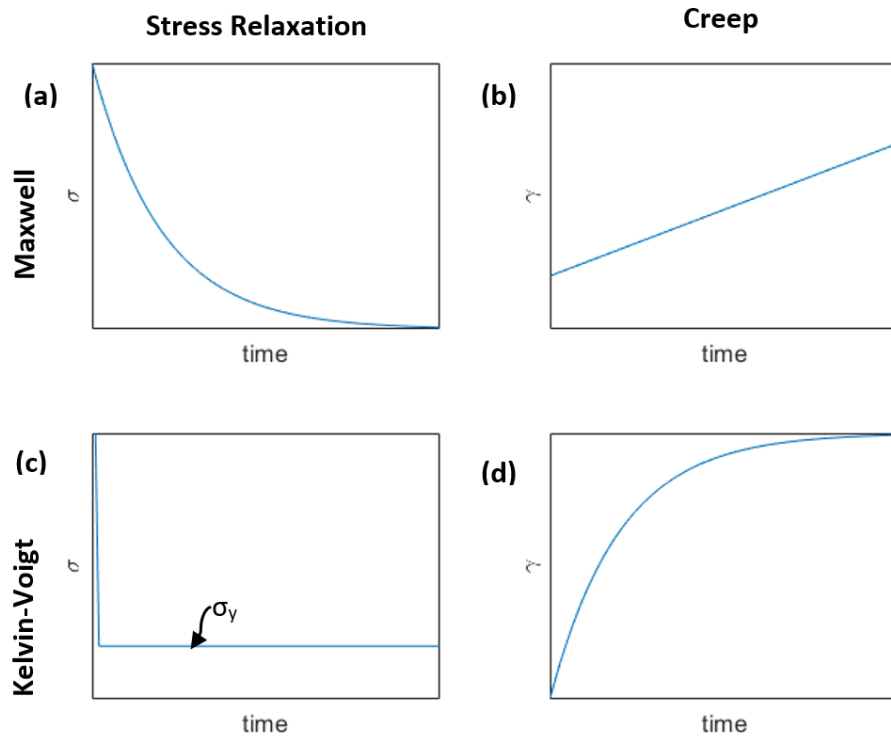 Stress Relaxation
Creep
(a)
(b)
Maxwell
σ
γ
time
time
(c)
(d)
Kelvin-Voigt
σ
σy
γ
time
time